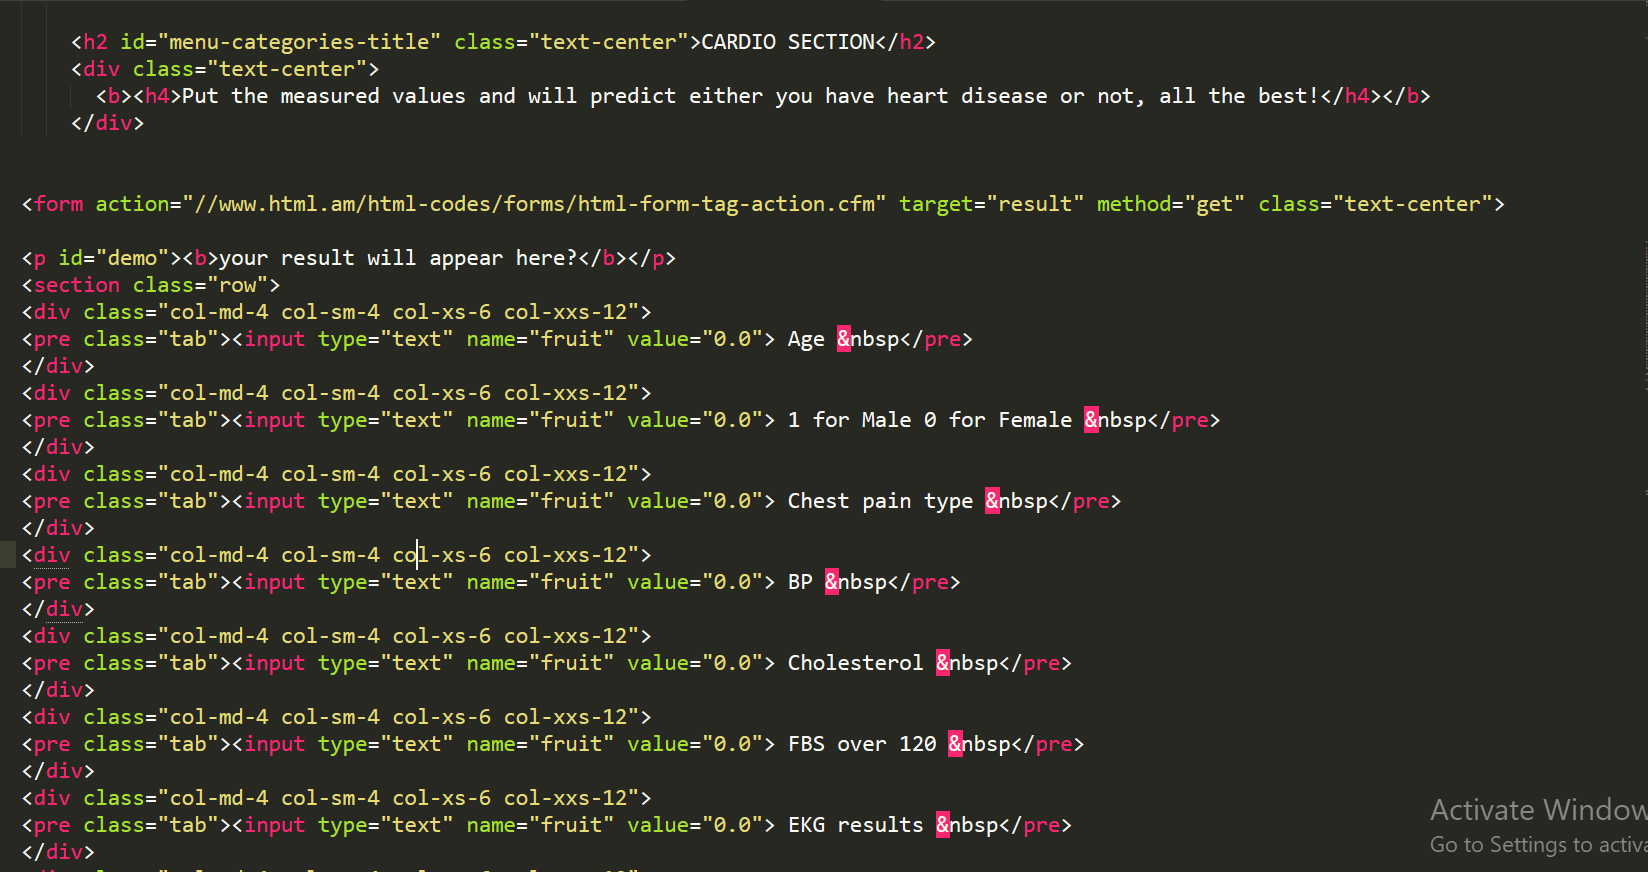 <h2 id="menu-categories-title" class="text-center">CARDIO SECTION</h2>
<div class="text-center">
<b><h4>Put the measured values and will predict either you have heart disease or not, all the best!</h4></b>
</div>
<form action="//www.html.am/html-codes/forms/html-form-tag-action.cfm" target="result" method="get" class="text-center">
<p id="demo"><b>your result will appear here?</b></p>
<section class="row">
<div class="col-md-4 col-sm-4 col-xs-6 col-xxs-12">
<pre class="tab"><input type="text" name="fruit" value="0.0"> Age &nbsp</pre>
</div>
<div class="col-md-4 col-sm-4 col-xs-6 col-xxs-12">
<pre class="tab"><input type="text" name="fruit" value="0.0"> 1 for Male 0 for Female &nbsp</pre>
</div>
<div class="col-md-4 col-sm-4 col-xs-6 col-xxs-12">
<pre class="tab"><input type="text" name="fruit" value="0.0"> Chest pain type &nbsp</pre>
</div>
<div class="col-md-4 col-sm-4 col-xs-6 col-xxs-12">
<pre class="tab"><input type="text" name="fruit" value="0.0"> BP &nbsp</pre>
</div>
<div class="col-md-4 col-sm-4 col-xs-6 col-xxs-12">
<pre class="tab"><input type="text" name="fruit" value="0.0"> Cholesterol &nbsp</pre>
</div>
<div class="col-md-4 col-sm-4 col-xs-6 col-xxs-12">
<pre class="tab"><input type="text" name="fruit" value="0.0"> FBS over 120 &nbsp</pre>
</div>
<div class="col-md-4 col-sm-4 col-xs-6 col-xxs-12">
<pre class="tab"><input type="text" name="fruit" value="0.0"> EKG results &nbsp</pre>
</div>
Activate Window
Go to Settings to activa